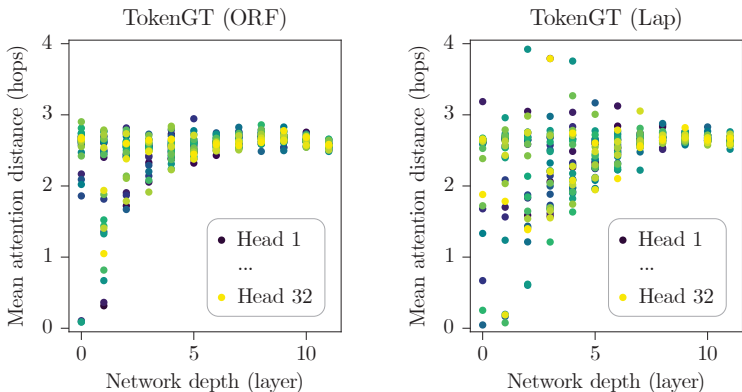 TokenGT (ORF)
Mean attention distance (hops)
4
3
2
1
0
Head 1
...
Head 32
0
5
10
Network depth (layer)
TokenGT (Lap)
Mean attention distance (hops)
4
3
2
1
0
Head 1
...
Head 32
0
5
10
Network depth (layer)